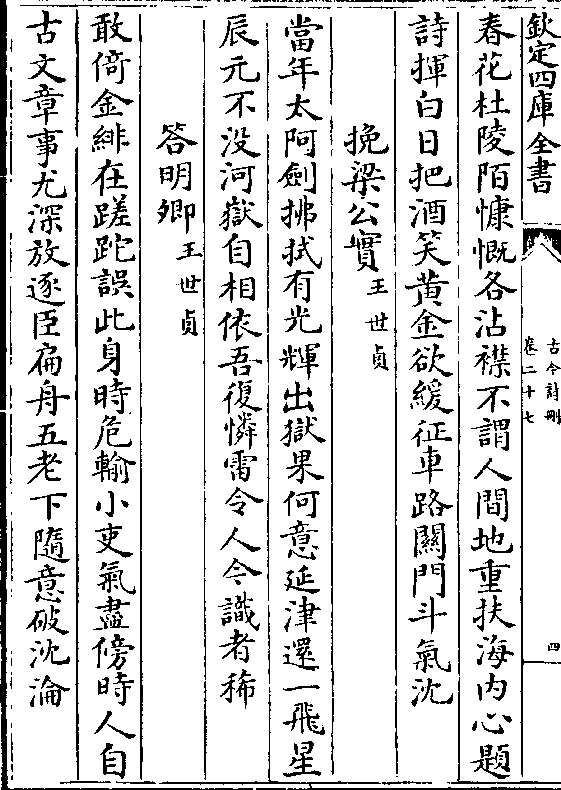 欽定四庫全書
古今詩刪
卷二十七
四
春花杜陵陌慷慨各沾襟不謂人間地重扶海内心題
詩揮白日把酒笑黄金欲緩征車路關門斗氣沈
挽梁公實王世貞
當年太阿劍拂拭有光輝出獄果何意延津還一飛星
辰元不没河嶽自相依吾復憐雷令人今識者稀
答明卿王世貞
敢倚金緋在蹉跎誤此身時危輸小吏氣盡傍時人自
古文章事尤深放逐臣扁舟五老下隨意破沈淪